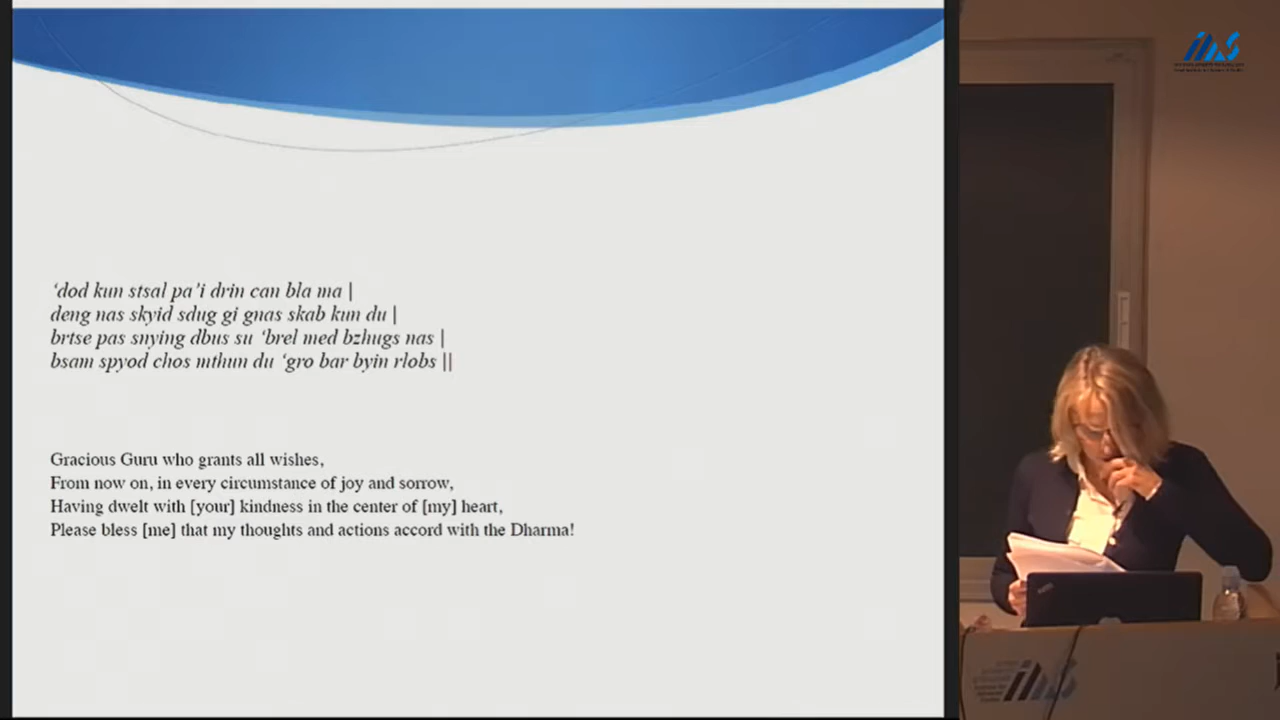 ‘dod kun stsal pa’i drin can bla ma |
deng nas skyid sdug gi gnas skab kun du |
brtse pas snying dbus su ‘brel med bzhugs nas |
bsam spyod chos mthun du ‘gro bar byin rlobs ||
Gracious Guru who grants all wishes,
From now on, in every circumstance of joy and sorrow,
Having dwelt with [your] kindness in the center of [my] heart,
Please bless [me] that my thoughts and actions accord with the Dharma!